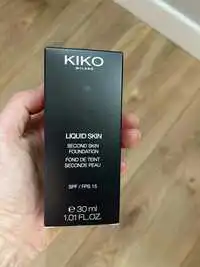 KIKO
MILANO
LIQUID SKIN
SECOND SKIN
FOUNDATION
FOND DE TEINT
SECONDE PEAU
SPF / FPS 15
℮ 30 ml
1.01 FL.OZ.